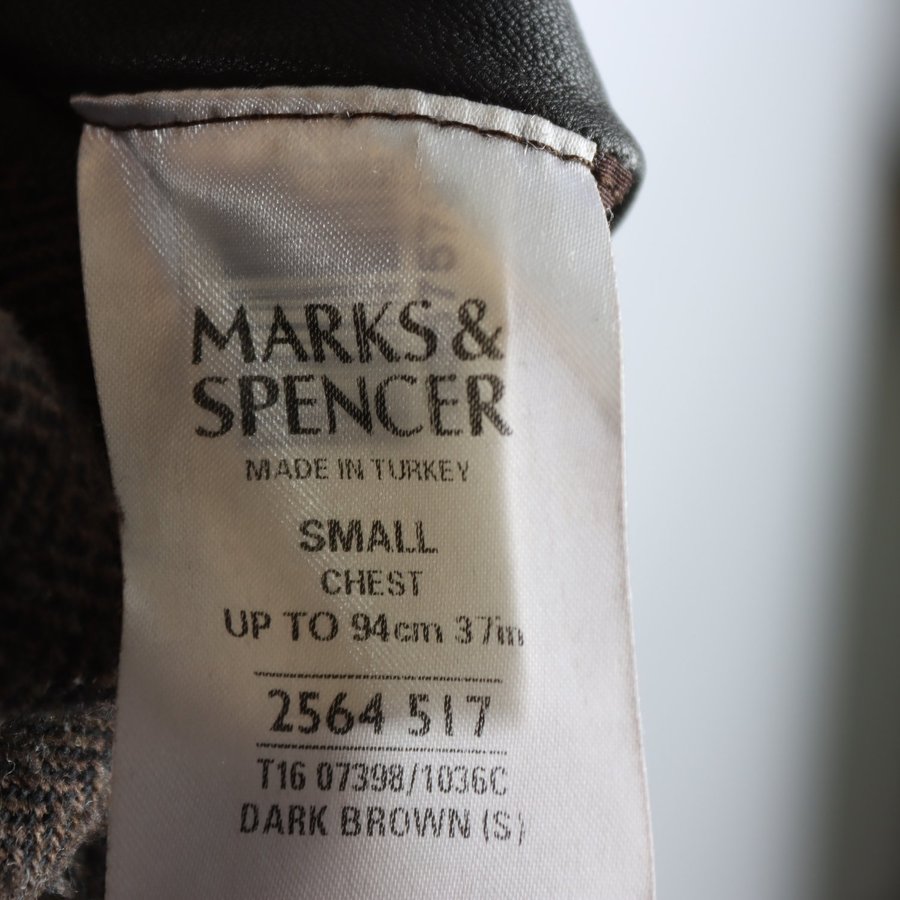 MARKS &
SPENCER
MADE IN TURKEY
SMALL
CHEST
UP TO 94cm 37in
2564 517
T16 07398/1036C
DARK BROWN (S)